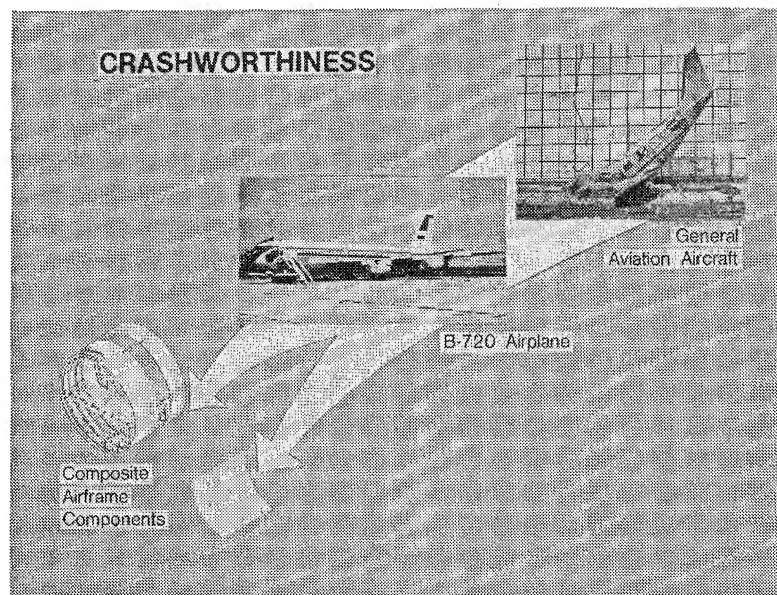 CRASHWORTHINESS
General
Aviation Aircraft
B-720 Airplane
Composite
Airframe
Components